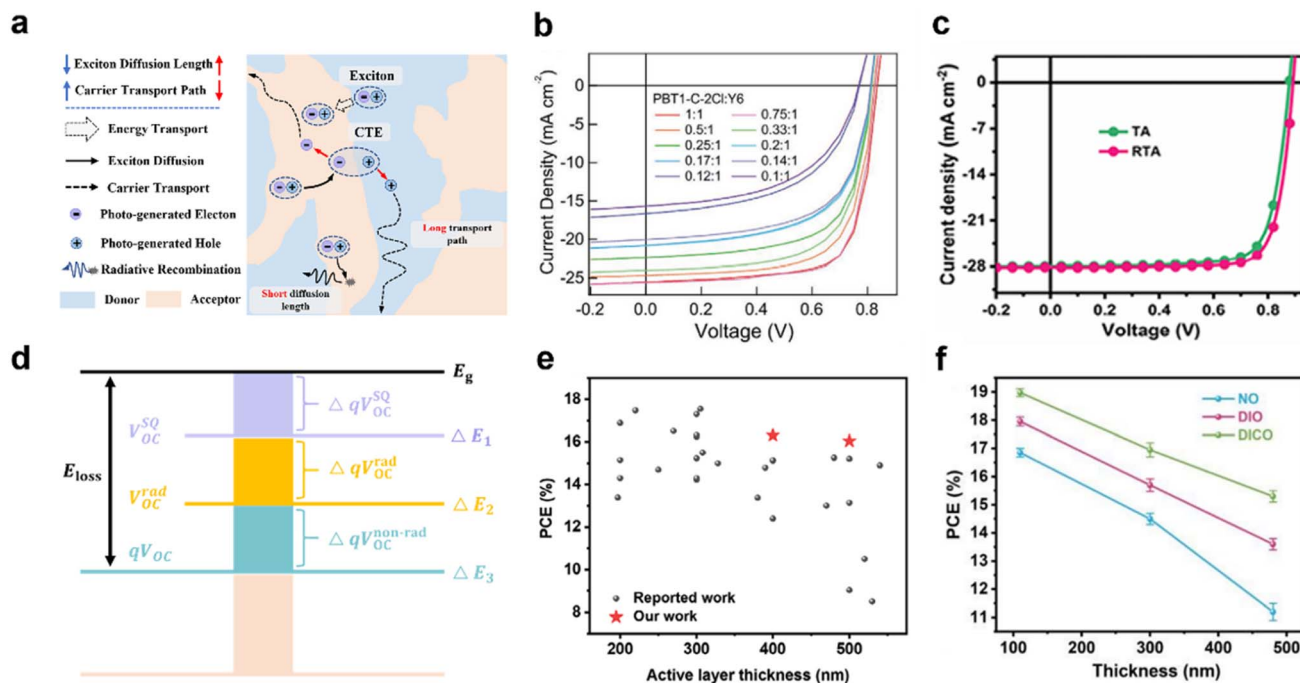 a
Exciton Diffusion Length
Carrier Transport Path
Energy Transport
Exciton Diffusion
Carrier Transport
Photo-generated Electon
Photo-generated Hole
Radiative Recombination
Donor Acceptor
Exciton
CTE
Long transport
path
Short diffusion
length
b
Current Density (mA cm⁻²)
0
-5
-10
-15
-20
-25
PBT1-C-2Cl:Y6
1:1 0.75:1
0.5:1 0.33:1
0.25:1 0.2:1
0.17:1 0.14:1
0.12:1 0.1:1
-0.2 0.0 0.2 0.4 0.6 0.8
Voltage (V)
c
Current density (mA cm⁻²)
0
-7
-14
-21
-28
TA
RTA
-0.2 0.0 0.2 0.4 0.6 0.8
Voltage (V)
d
E_g
△ qV_OC^SQ
V_OC^SQ
△ E₁
E_loss
△ qV_OC^rad
V_OC^rad
△ E₂
△ qV_OC^non-rad
qV_OC
△ E₃
e
PCE (%)
18
16
14
12
10
8
Reported work
Our work
200 300 400 500
Active layer thickness (nm)
f
PCE (%)
19
18
17
16
15
14
13
12
11
NO
DIO
DICO
100 200 300 400 500
Thickness (nm)